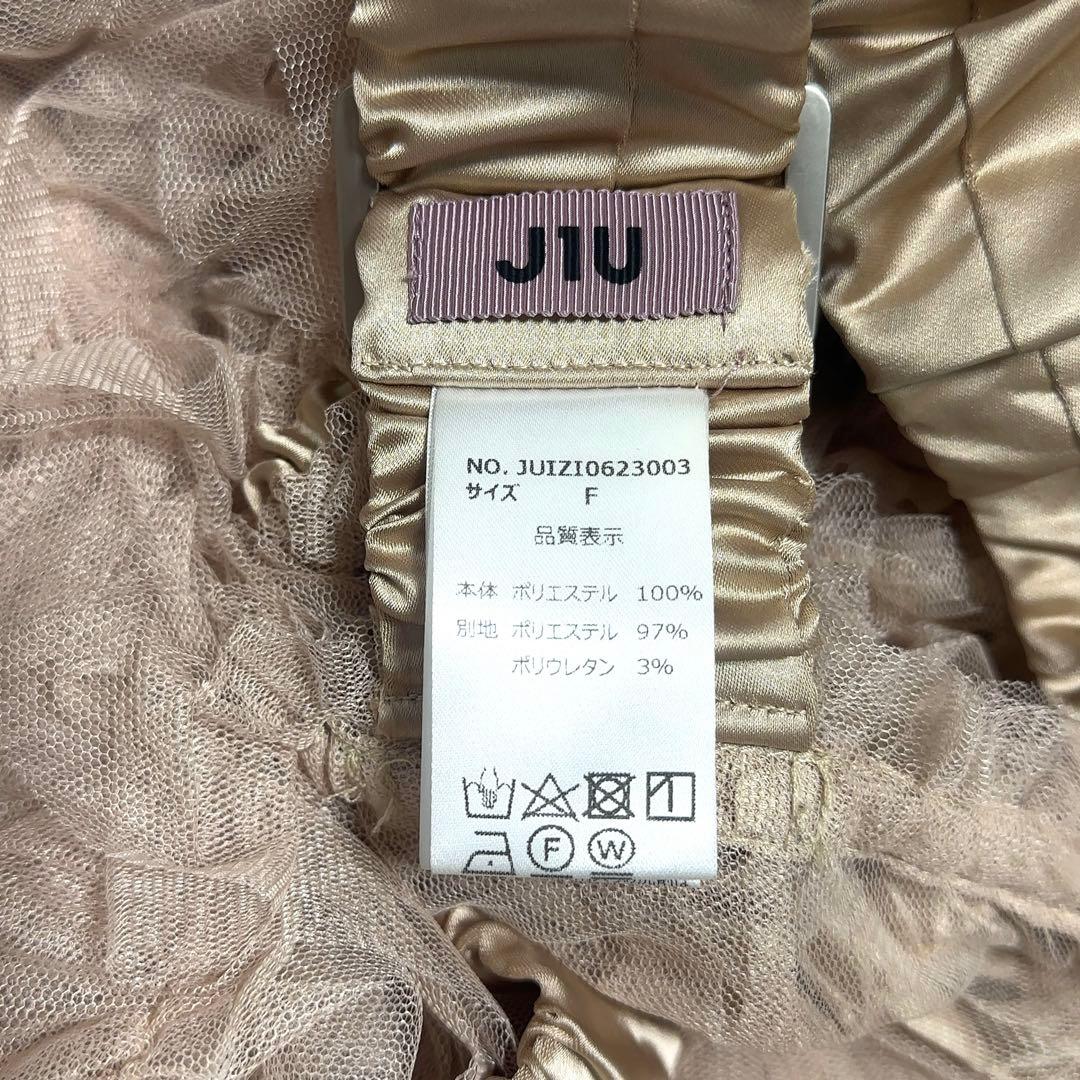 J1U
NO. JUIZI0623003
サイズ F
品質表示
本体 ポリエステル 100%
別地 ポリエステル 97%
ポリウレタン 3%
F W